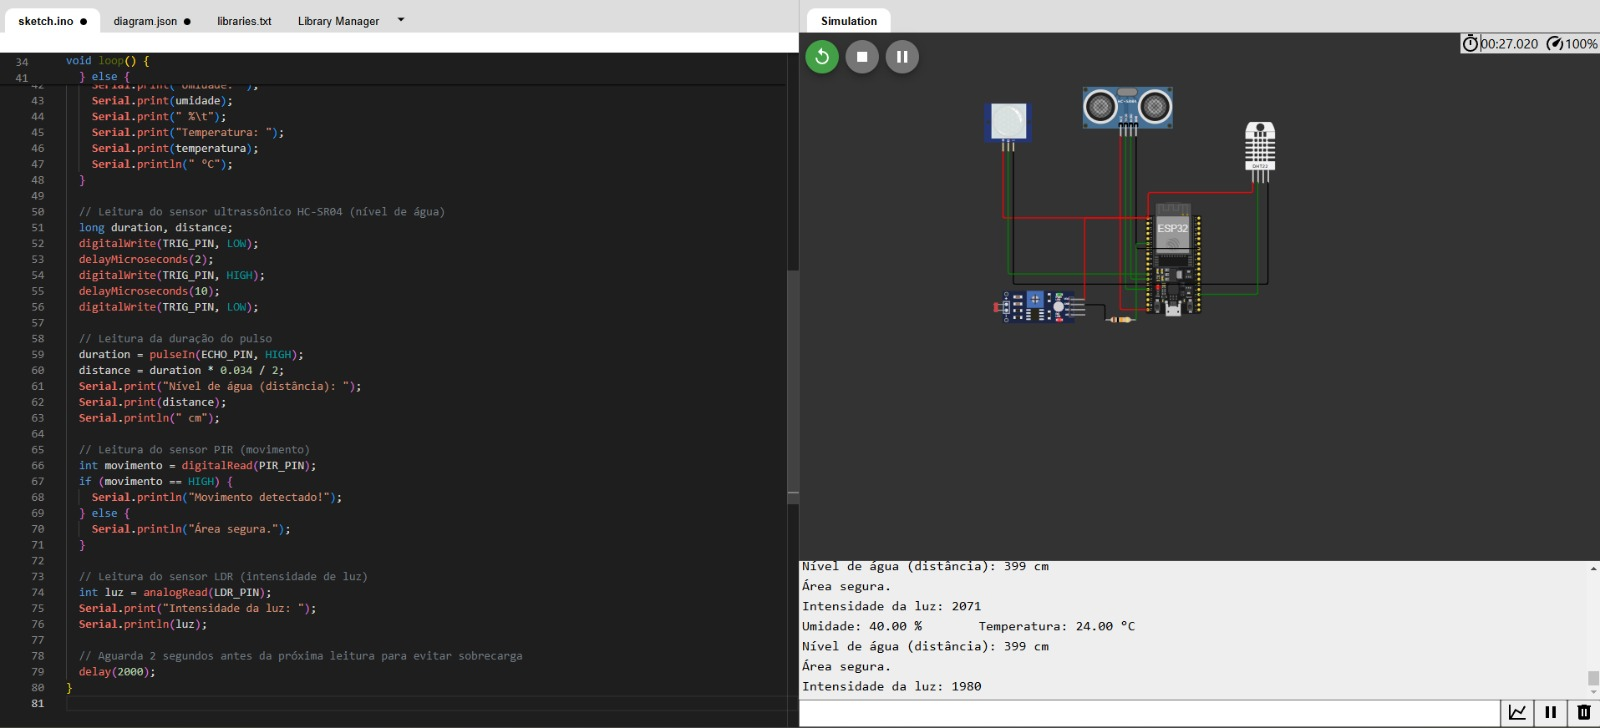 sketch.ino ● diagram.json ● libraries.txt Library Manager
34 void loop() {
41 } else {
42 Serial.print("Umidade: ");
43 Serial.print(umidade);
44 Serial.print(" %\t");
45 Serial.print("Temperatura: ");
46 Serial.print(temperatura);
47 Serial.println(" ºC");
48 }
49
50 // Leitura do sensor ultrassônico HC-SR04 (nível de água)
51 long duration, distance;
52 digitalWrite(TRIG_PIN, LOW);
53 delayMicroseconds(2);
54 digitalWrite(TRIG_PIN, HIGH);
55 delayMicroseconds(10);
56 digitalWrite(TRIG_PIN, LOW);
57
58 // Leitura da duração do pulso
59 duration = pulseIn(ECHO_PIN, HIGH);
60 distance = duration * 0.034 / 2;
61 Serial.print("Nível de água (distância): ");
62 Serial.print(distance);
63 Serial.println(" cm");
64
65 // Leitura do sensor PIR (movimento)
66 int movimento = digitalRead(PIR_PIN);
67 if (movimento == HIGH) {
68 Serial.println("Movimento detectado!");
69 } else {
70 Serial.println("Área segura.");
71 }
72
73 // Leitura do sensor LDR (intensidade de luz)
74 int luz = analogRead(LDR_PIN);
75 Serial.print("Intensidade da luz: ");
76 Serial.println(luz);
77
78 // Aguarda 2 segundos antes da próxima leitura para evitar sobrecarga
79 delay(2000);
80 }
81
Simulation
00:27.020 100%
HC-SR04
DHT22
ESP32
Nível de água (distância): 399 cm
Área segura.
Intensidade da luz: 2071
Umidade: 40.00 % Temperatura: 24.00 ºC
Nível de água (distância): 399 cm
Área segura.
Intensidade da luz: 1980